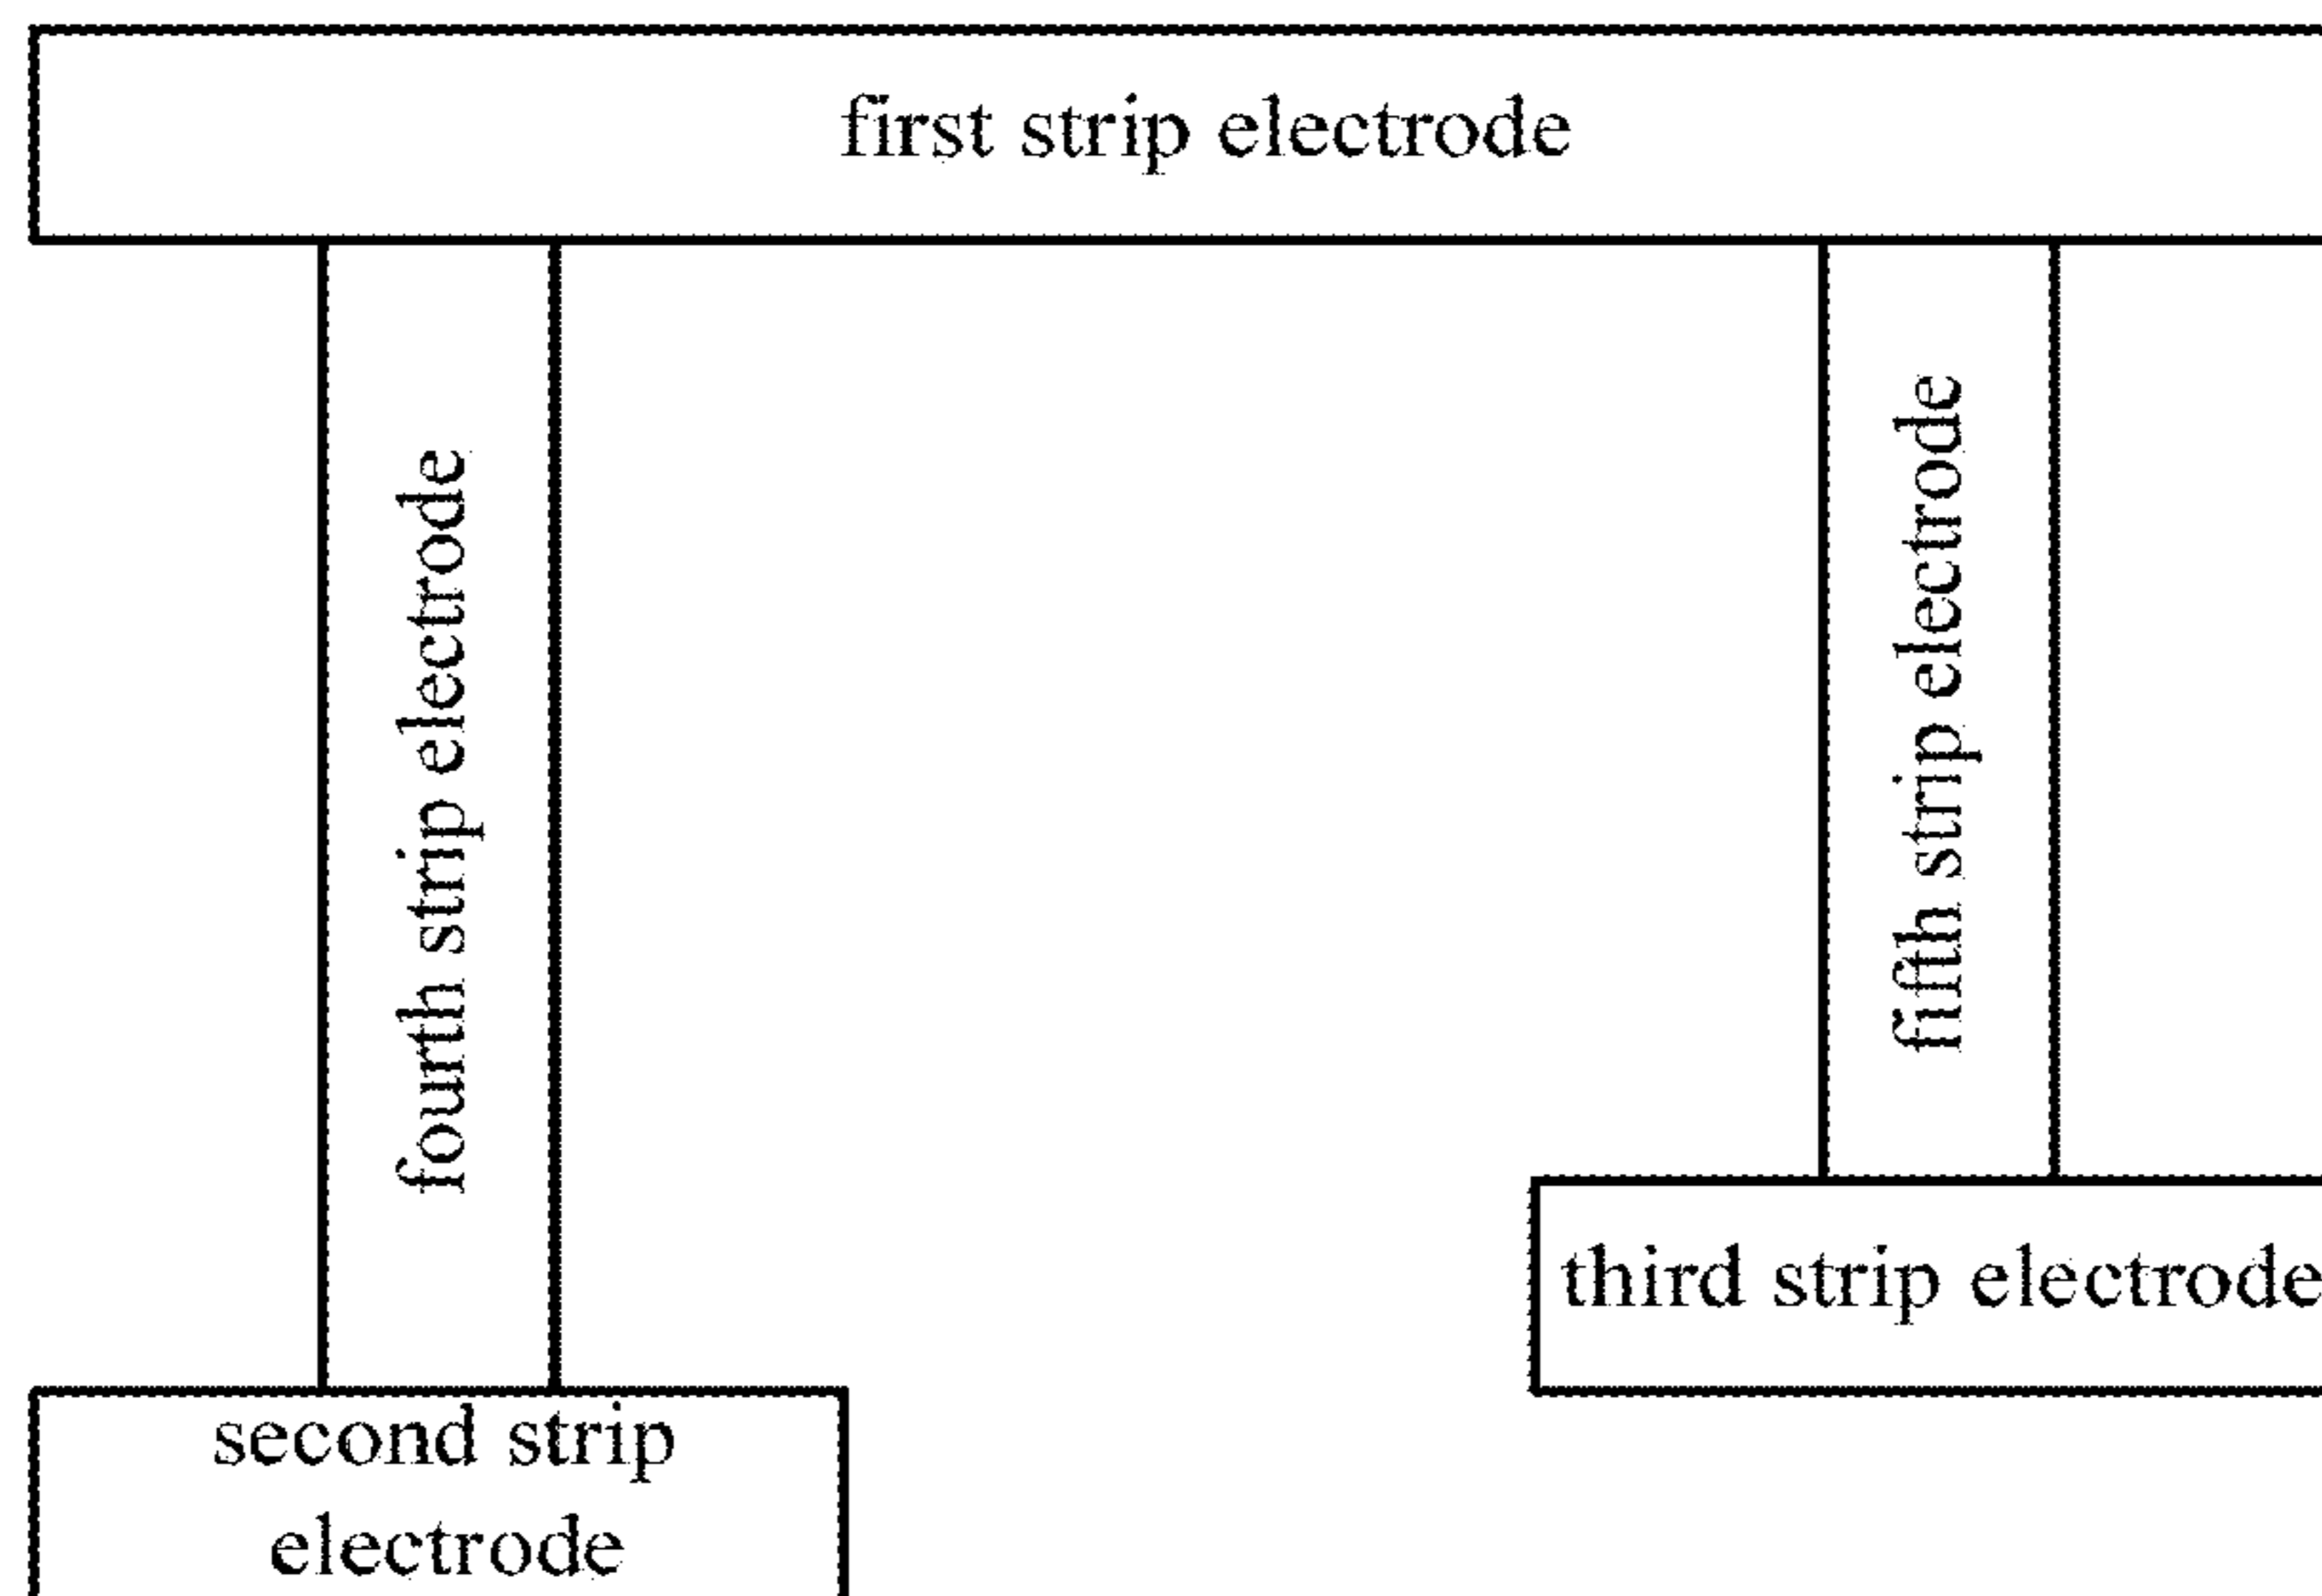 first strip electrode
fourth strip electrode
fifth strip electrode
third strip electrode
second strip
electrode